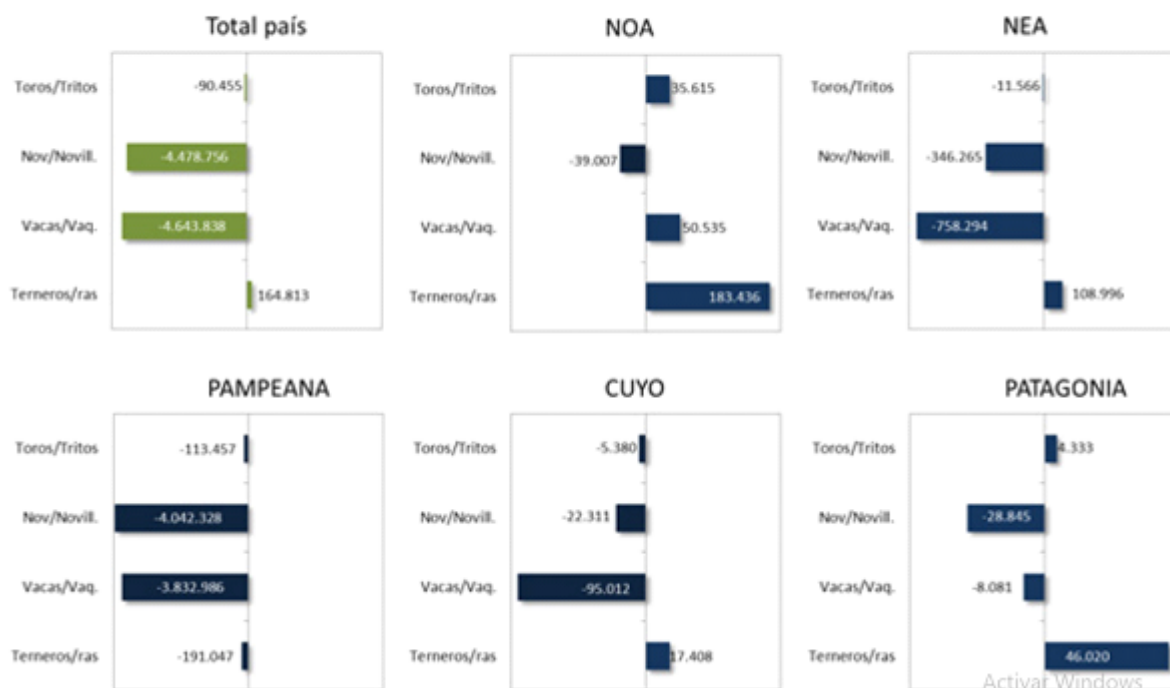 Total país
Toros/Tritos
-90.455
Nov/Novill.
-4.478.756
Vacas/Vaq.
-4.643.838
Terneros/ras
164.813
NOA
Toros/Tritos
35.615
Nov/Novill.
-39.007
Vacas/Vaq.
50.535
Terneros/ras
183.436
NEA
Toros/Tritos
-11.566
Nov/Novill.
-346.265
Vacas/Vaq.
-758.294
Terneros/ras
108.996
PAMPEANA
Toros/Tritos
-113.457
Nov/Novill.
-4.042.328
Vacas/Vaq.
-3.832.986
Terneros/ras
-191.047
CUYO
Toros/Tritos
-5.380
Nov/Novill.
-22.311
Vacas/Vaq.
-95.012
Terneros/ras
17.408
PATAGONIA
Toros/Tritos
4.333
Nov/Novill.
-28.845
Vacas/Vaq.
-8.081
Terneros/ras
46.020
Activar Windows